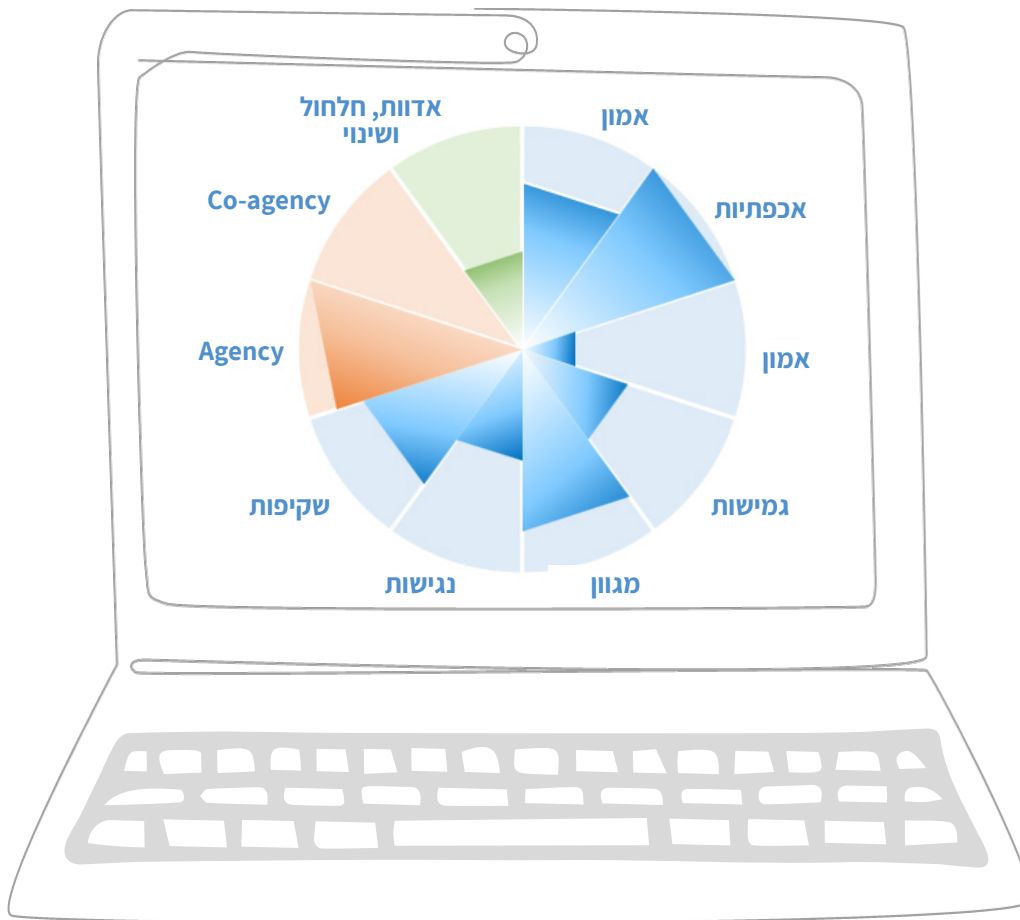 אדוות, חלחול
ושינוי
אמון
אכפתיות
אמון
גמישות
מגוון
נגישות
שקיפות
Agency
Co-agency